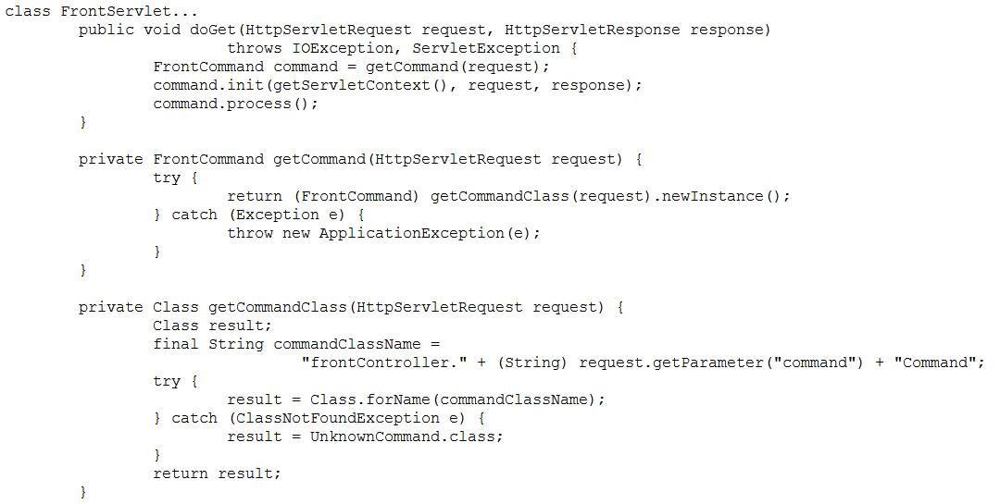 class FrontServlet...
        public void doGet(HttpServletRequest request, HttpServletResponse response)
                        throws IOException, ServletException {
                FrontCommand command = getCommand(request);
                command.init(getServletContext(), request, response);
                command.process();
        }

        private FrontCommand getCommand(HttpServletRequest request) {
                try {
                        return (FrontCommand) getCommandClass(request).newInstance();
                } catch (Exception e) {
                        throw new ApplicationException(e);
                }
        }

        private Class getCommandClass(HttpServletRequest request) {
                Class result;
                final String commandClassName =
                                "frontController." + (String) request.getParameter("command") + "Command";
                try {
                        result = Class.forName(commandClassName);
                } catch (ClassNotFoundException e) {
                        result = UnknownCommand.class;
                }
                return result;
        }